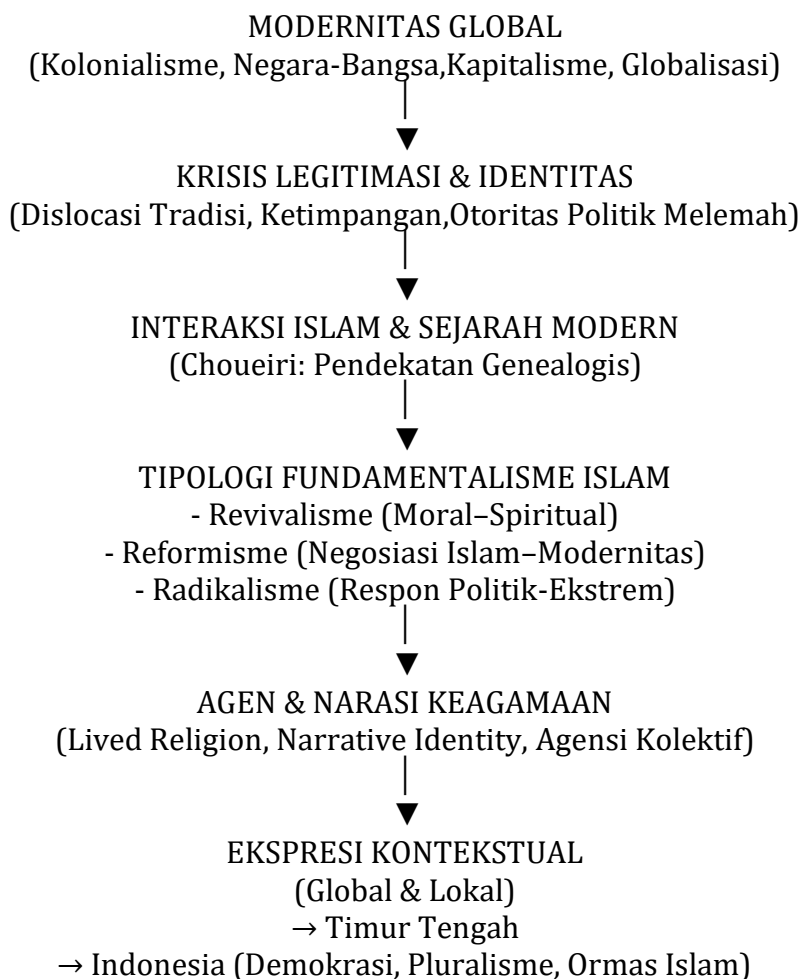 MODERNITAS GLOBAL
(Kolonialisme, Negara-Bangsa,Kapitalisme, Globalisasi)
▼
KRISIS LEGITIMASI & IDENTITAS
(Dislocasi Tradisi, Ketimpangan,Otoritas Politik Melemah)
▼
INTERAKSI ISLAM & SEJARAH MODERN
(Choueiri: Pendekatan Genealogis)
▼
TIPOLOGI FUNDAMENTALISME ISLAM
- Revivalisme (Moral–Spiritual)
- Reformisme (Negosiasi Islam–Modernitas)
- Radikalisme (Respon Politik-Ekstrem)
▼
AGEN & NARASI KEAGAMAAN
(Lived Religion, Narrative Identity, Agensi Kolektif)
▼
EKSPRESI KONTEKSTUAL
(Global & Lokal)
→ Timur Tengah
→ Indonesia (Demokrasi, Pluralisme, Ormas Islam)